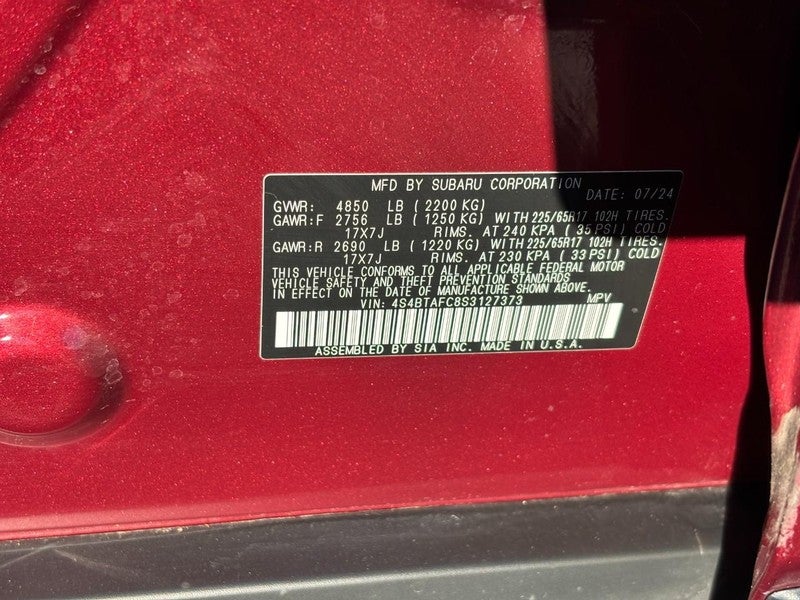 MFD BY SUBARU CORPORATION DATE: 07/24
GVWR: 4850 LB ( 2200 KG)
GAWR:F 2756 LB ( 1250 KG) WITH 225/65R17 102H TIRES.
17X7J RIMS. AT 240 KPA ( 35 PSI) COLD
GAWR:R 2690 LB ( 1220 KG) WITH 225/65R17 102H TIRES.
17X7J RIMS. AT 230 KPA ( 33 PSI) COLD
THIS VEHICLE CONFORMS TO ALL APPLICABLE FEDERAL MOTOR
VEHICLE SAFETY AND THEFT PREVENTION STANDARDS
IN EFFECT ON THE DATE OF MANUFACTURE SHOWN ABOVE.
VIN: 4S4BTAFC8S3127373 MPV
ASSEMBLED BY SIA INC. MADE IN U.S.A.